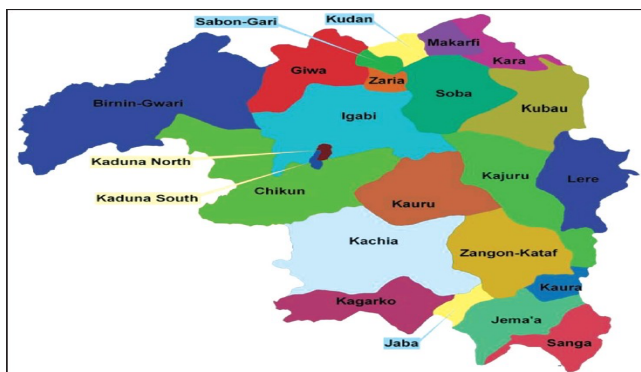 Kudan
Sabon-Gari
Makarfi
Kara
Giwa
Zaria
Soba
Birnin-Gwari
Kubau
Igabi
Kaduna North
Kajuru
Lere
Chikun
Kaduna South
Kauru
Kachia
Zangon-Kataf
Kaura
Kagarko
Jema'a
Jaba
Sanga